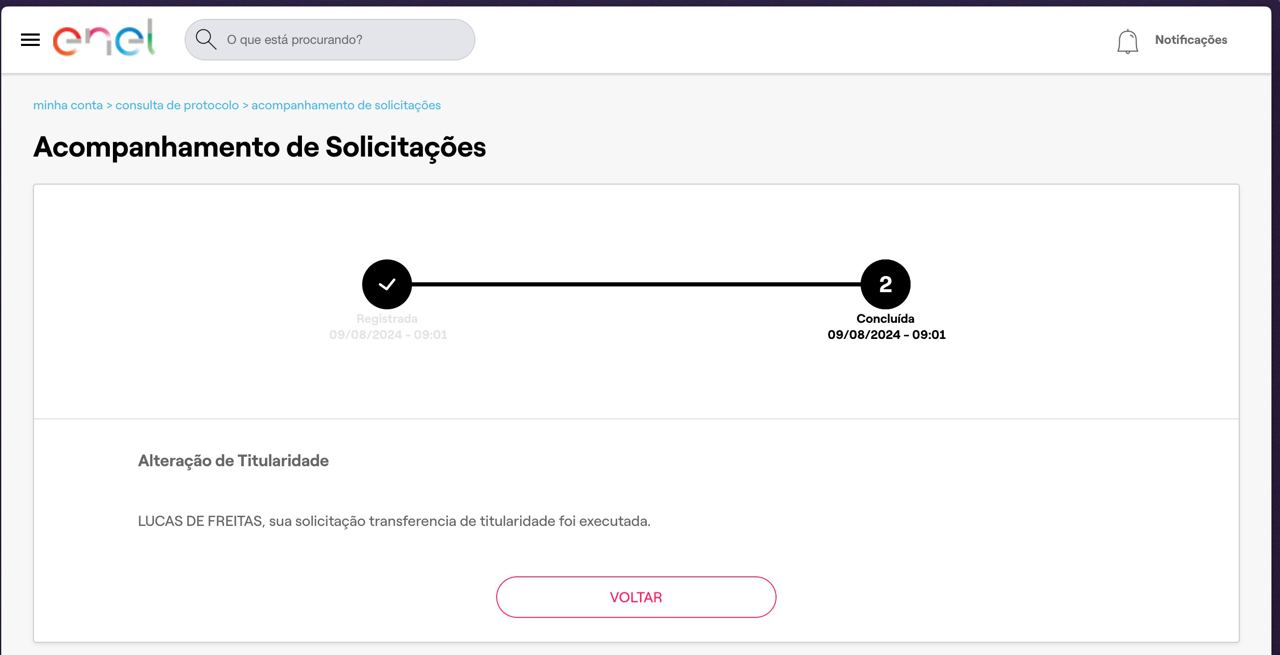 enel
O que está procurando?
Notificações
minha conta > consulta de protocolo > acompanhamento de solicitações
Acompanhamento de Solicitações
2
Registrada
09/08/2024 - 09:01
Concluída
09/08/2024 - 09:01
Alteração de Titularidade
LUCAS DE FREITAS, sua solicitação transferencia de titularidade foi executada.
VOLTAR